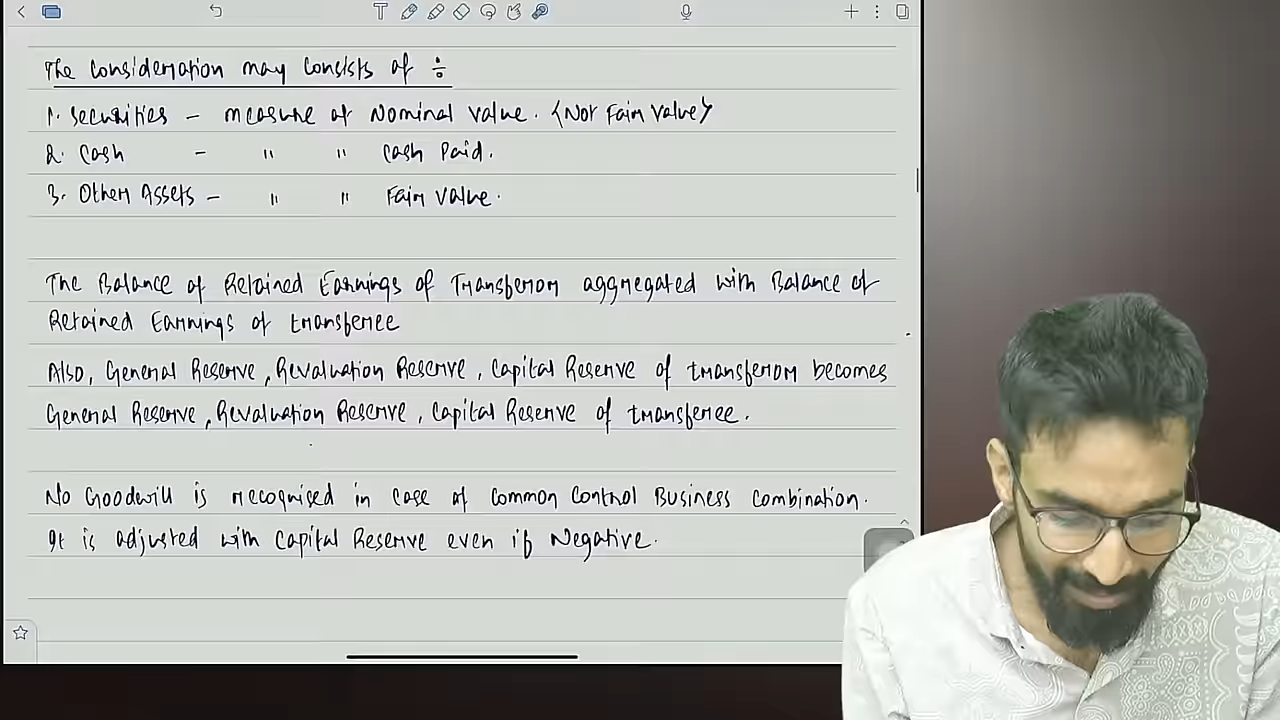 The Consideration may Consists of ÷
1. Securities - measure at Nominal value. <Not Fair Value>
2. Cash - " " Cash Paid.
3. Other Assets - " " Fair Value.
The Balance of Retained Earnings of Transferor aggregated with Balance of
Retained Earnings of transferee
Also, General Reserve, Revaluation Reserve, Capital Reserve of transferor becomes
General Reserve, Revaluation Reserve, Capital Reserve of transferee.
No Goodwill is recognised in case of Common Control Business Combination.
It is adjusted with Capital Reserve even if Negative.